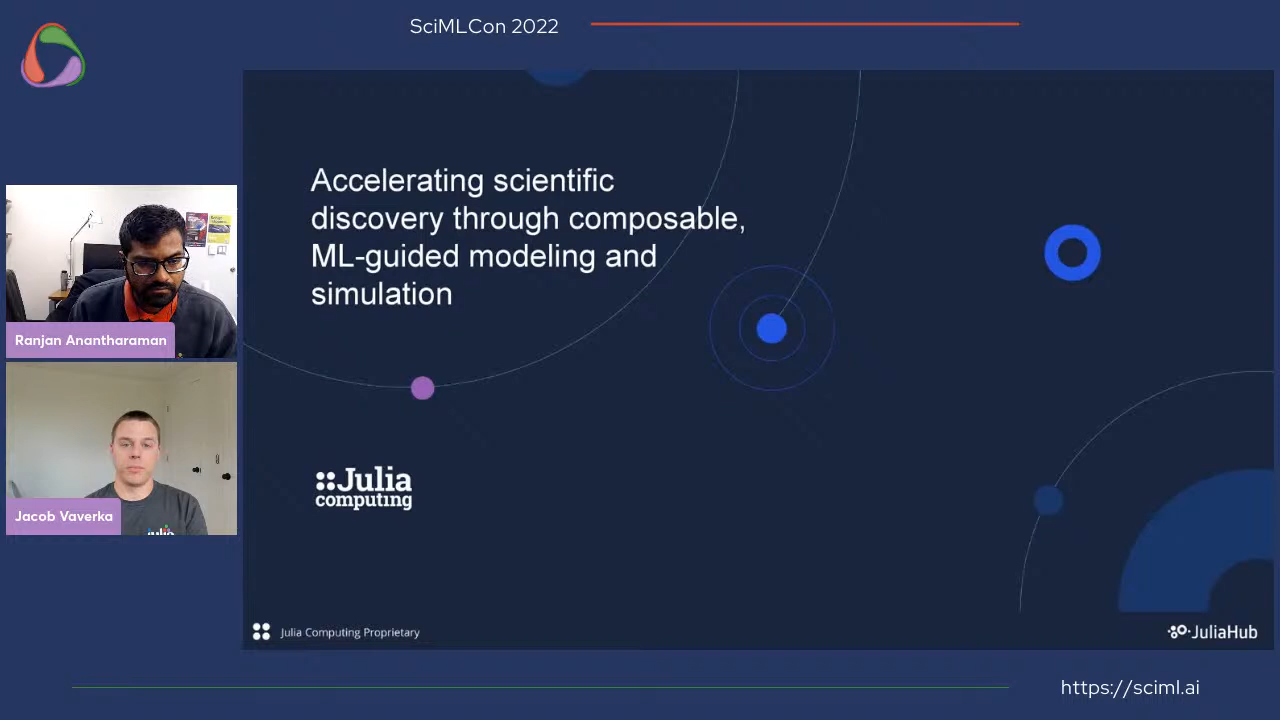 SciMLCon 2022
Accelerating scientific
discovery through composable,
ML-guided modeling and
simulation
Ranjan Anantharaman
Jacob Vaverka
julia
Julia
computing
Julia Computing Proprietary
JuliaHub
https://sciml.ai